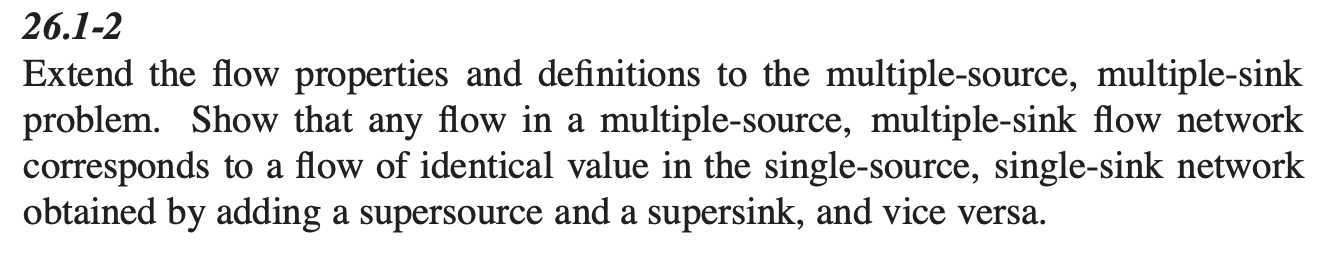 26.1-2
Extend the flow properties and definitions to the multiple-source, multiple-sink
problem. Show that any flow in a multiple-source, multiple-sink flow network
corresponds to a flow of identical value in the single-source, single-sink network
obtained by adding a supersource and a supersink, and vice versa.